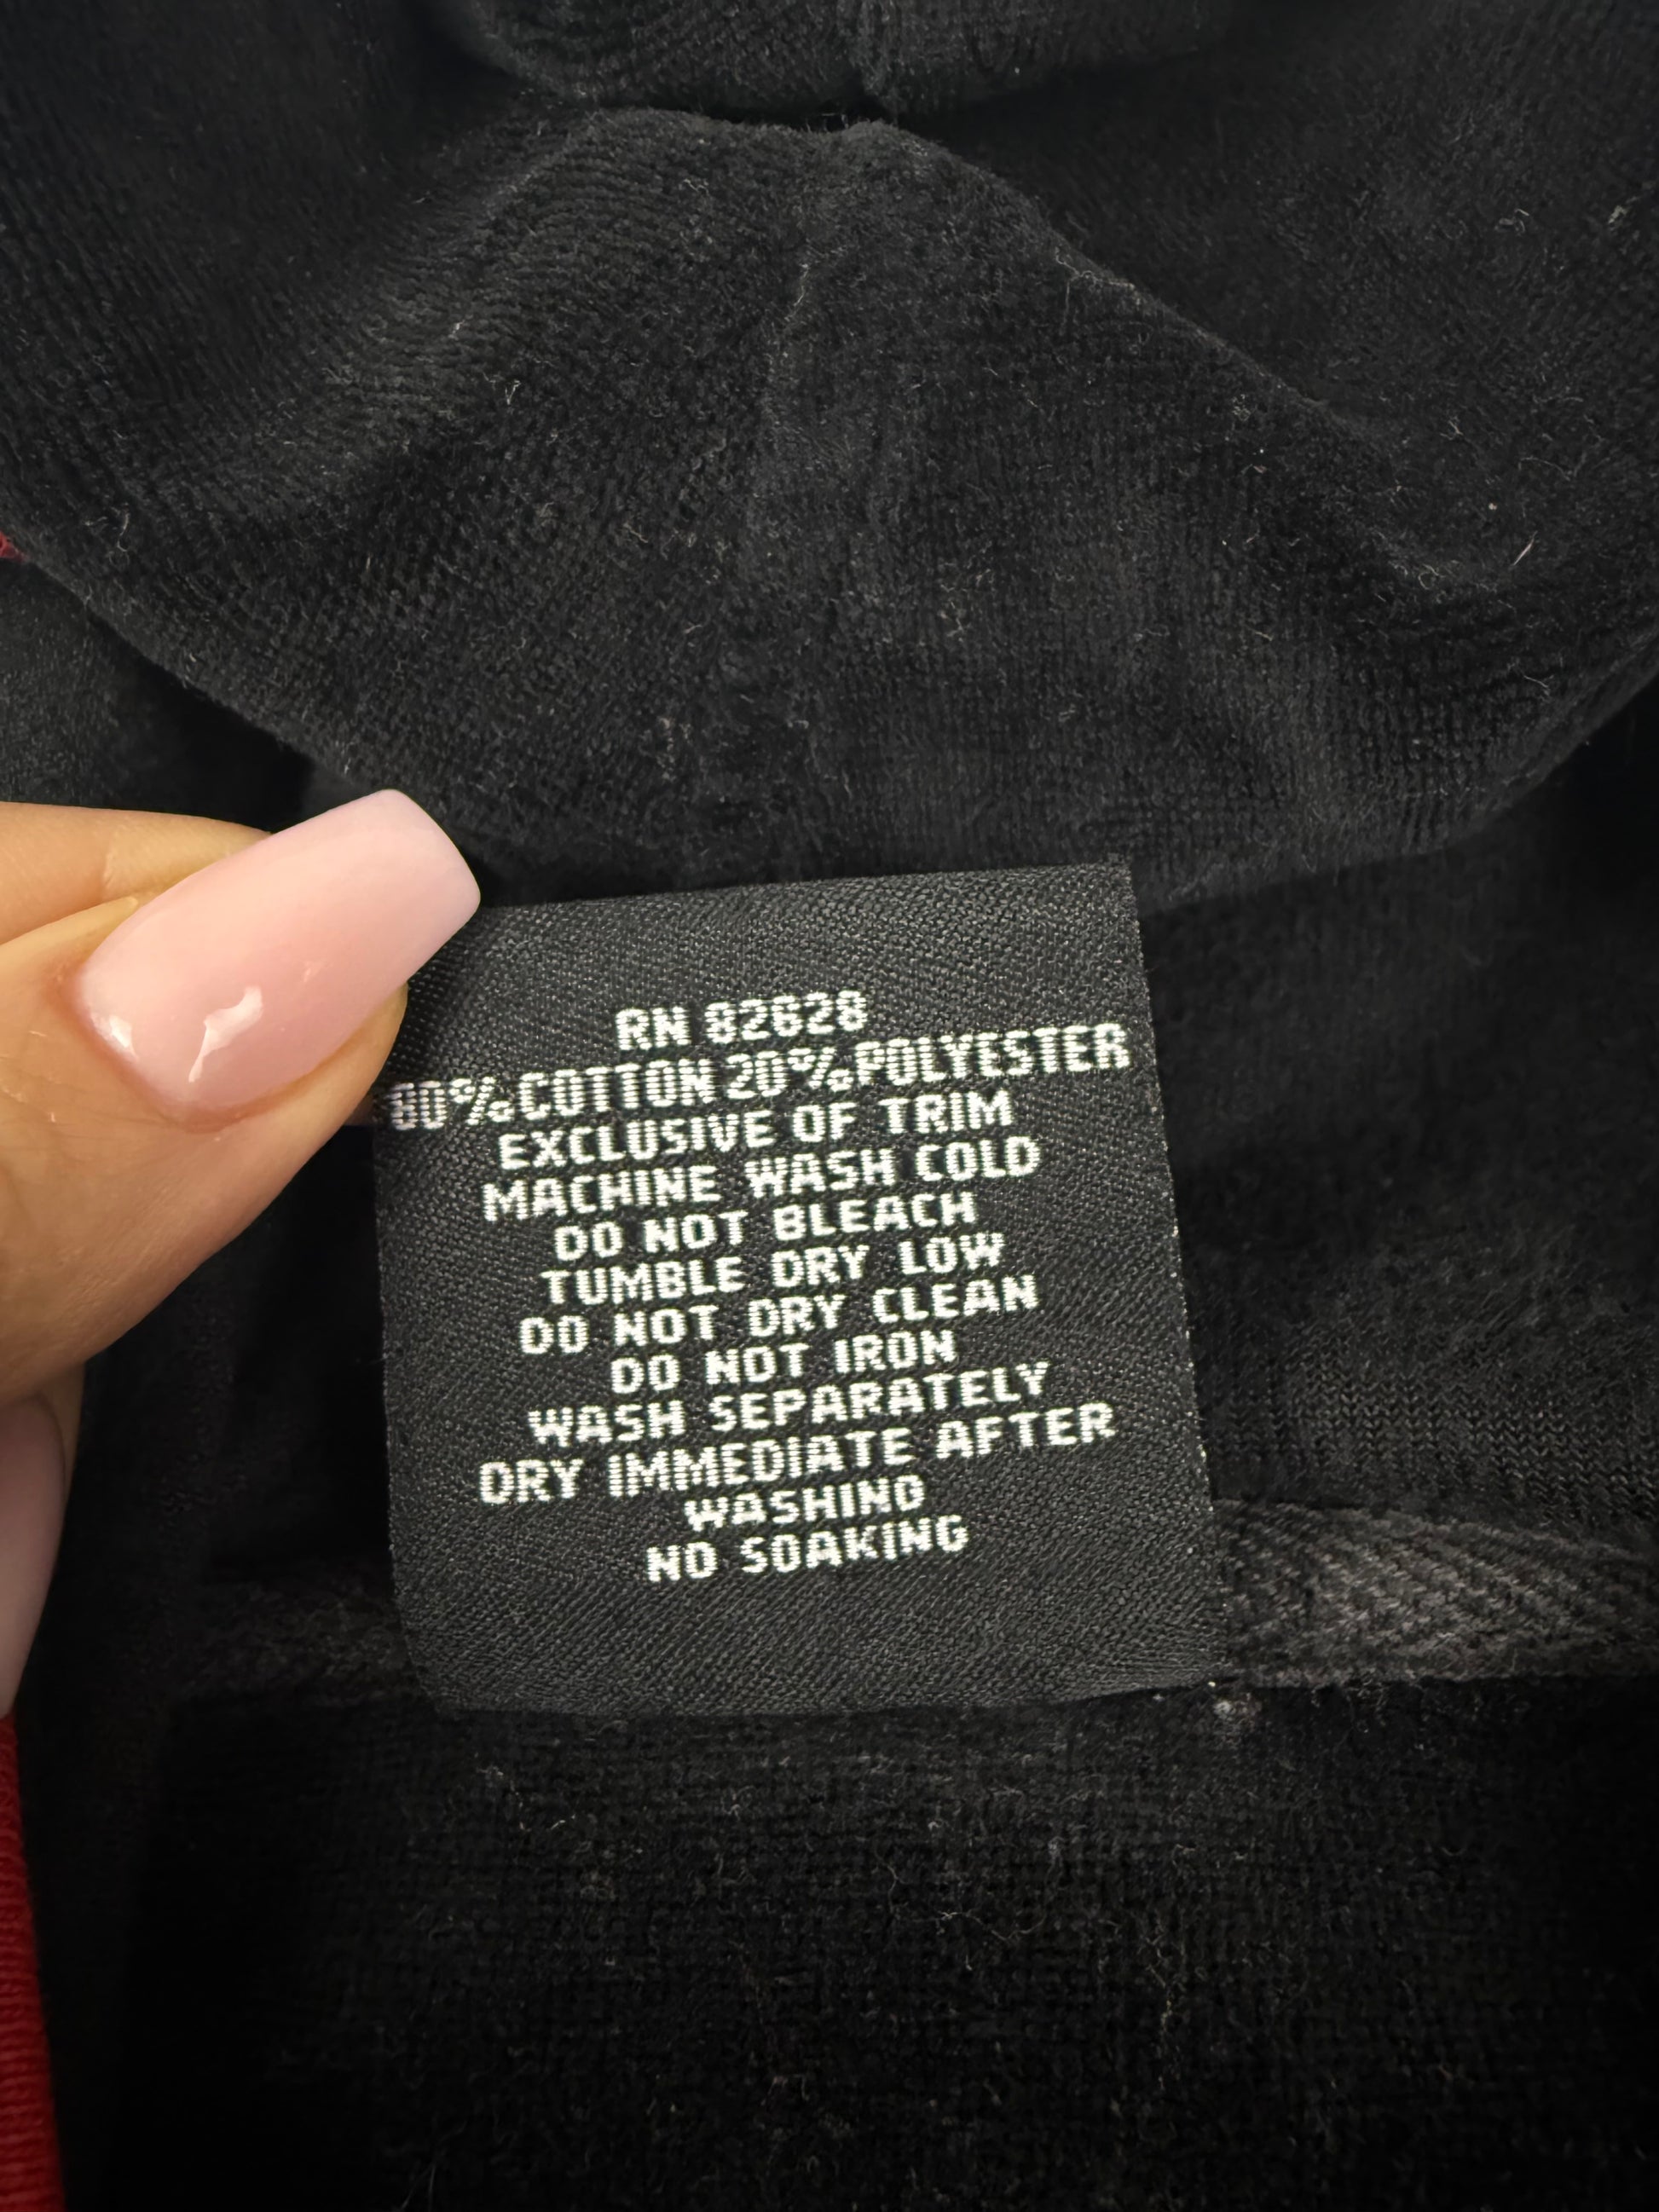 RN 82628
80%COTTON 20%POLYESTER
EXCLUSIVE OF TRIM
MACHINE WASH COLD
DO NOT BLEACH
TUMBLE DRY LOW
DO NOT DRY CLEAN
DO NOT IRON
WASH SEPARATELY
DRY IMMEDIATE AFTER
WASHING
NO SOAKING